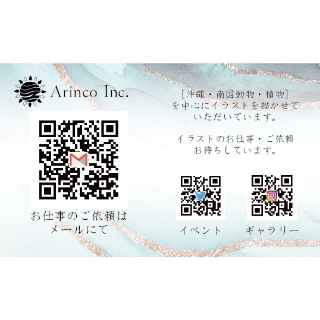 Arinco Inc.
お仕事のご依頼は
メールにて
[沖縄・南国動物・植物]
を中心にイラストを描かせて
いただいています。
イラストのお仕事・ご依頼
お待ちしています。
イベント
ギャラリー